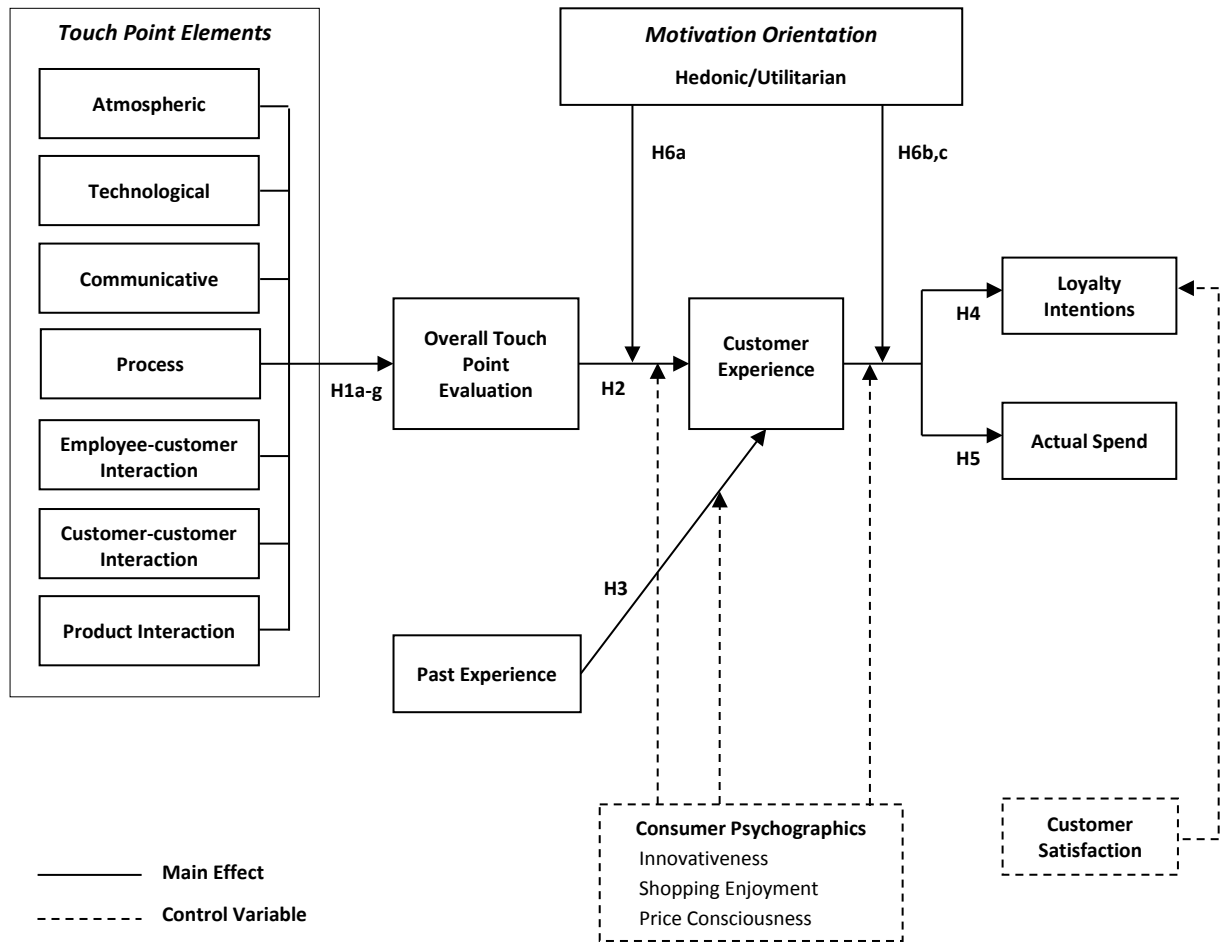 Touch Point Elements
Atmospheric
Technological
Communicative
Process
Employee-customer
Interaction
Customer-customer
Interaction
Product Interaction
H1a-g
Overall Touch
Point
Evaluation
Motivation Orientation
Hedonic/Utilitarian
H6a
H6b,c
H2
Customer
Experience
H3
Past Experience
H4
Loyalty
Intentions
H5
Actual Spend
Consumer Psychographics
Innovativeness
Shopping Enjoyment
Price Consciousness
Customer
Satisfaction
Main Effect
Control Variable